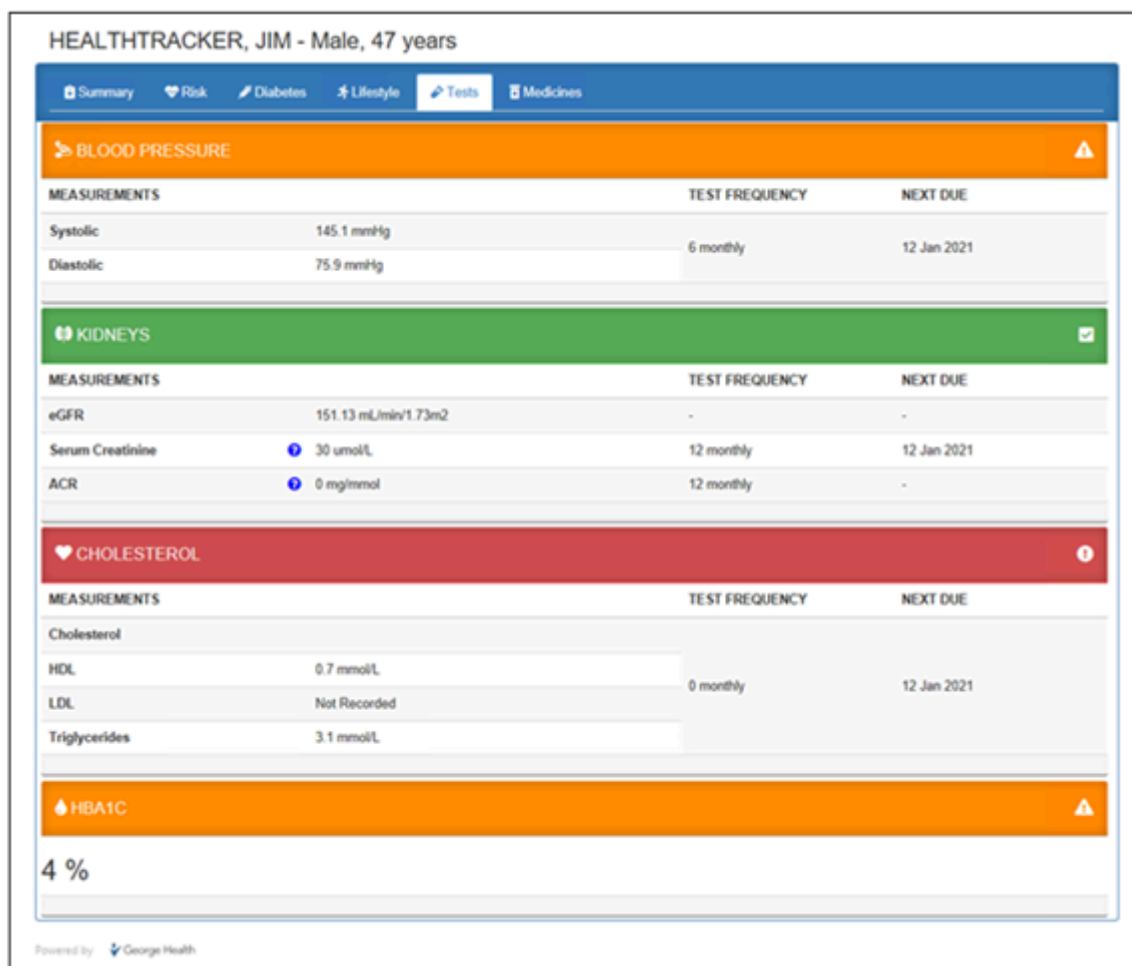 HEALTHTRACKER, JIM - Male, 47 years
Summary Risk Diabetes Lifestyle Tests Medicines
BLOOD PRESSURE
MEASUREMENTS TEST FREQUENCY NEXT DUE
Systolic 145.1 mmHg
6 monthly 12 Jan 2021
Diastolic 75.9 mmHg
KIDNEYS
MEASUREMENTS TEST FREQUENCY NEXT DUE
eGFR 151.13 mL/min/1.73m2 - -
Serum Creatinine 30 umol/L 12 monthly 12 Jan 2021
ACR 0 mg/mmol 12 monthly -
CHOLESTEROL
MEASUREMENTS TEST FREQUENCY NEXT DUE
Cholesterol
HDL 0.7 mmol/L
0 monthly 12 Jan 2021
LDL Not Recorded
Triglycerides 3.1 mmol/L
HBA1C
4 %
Powered by George Health